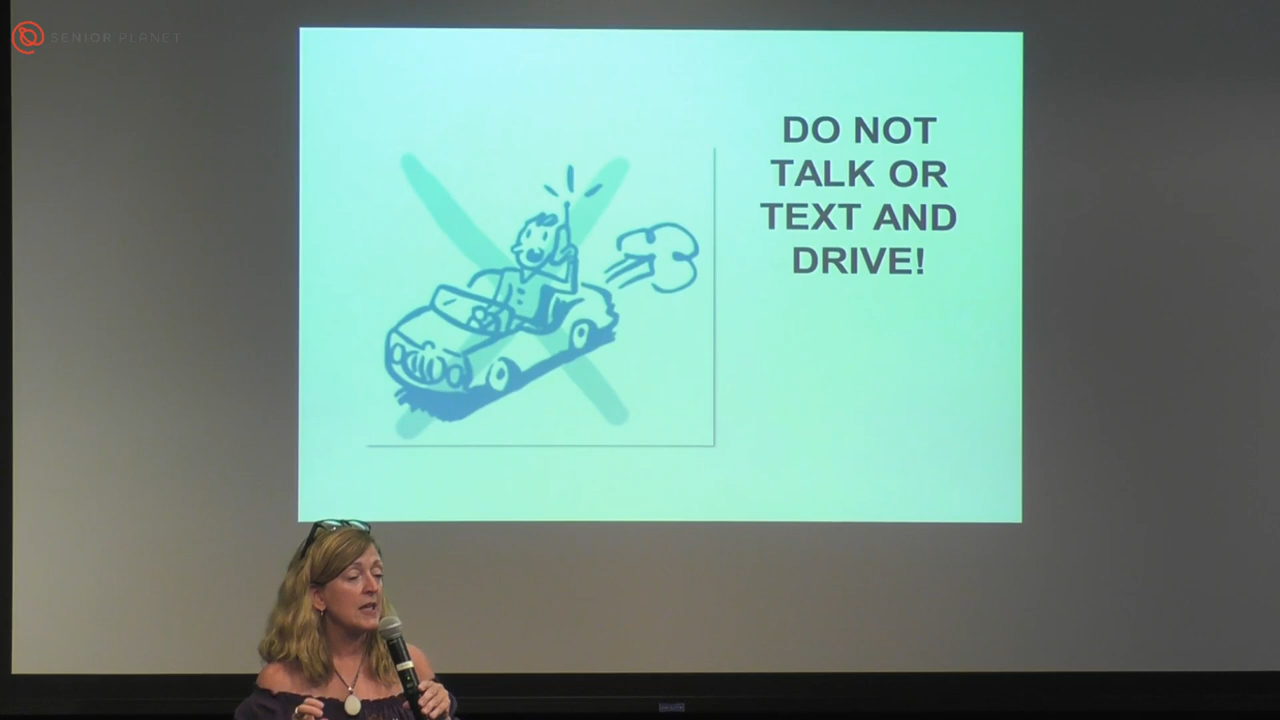 SENIOR PLANET
DO NOT
TALK OR
TEXT AND
DRIVE!